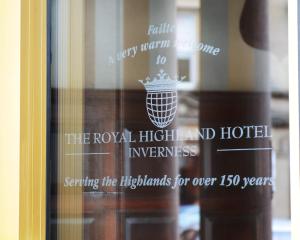 Failte
A very warm welcome
to
THE ROYAL HIGHLAND HOTEL
INVERNESS
Serving the Highlands for over 150 years